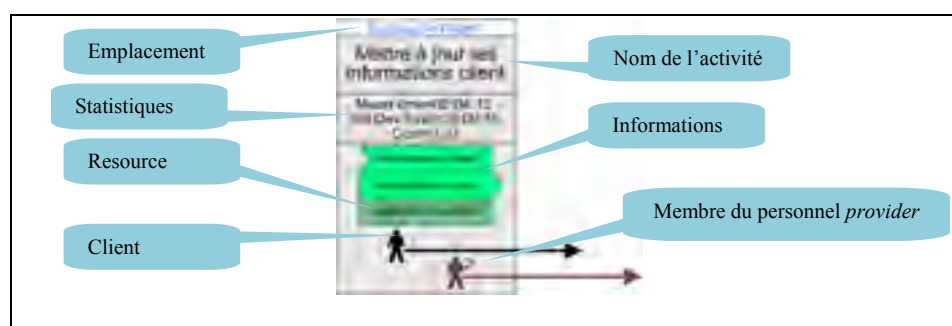 Emplacement
Mettre à jour ses
informations client
Nom de l’activité
Statistiques
Informations
Resource
Membre du personnel provider
Client